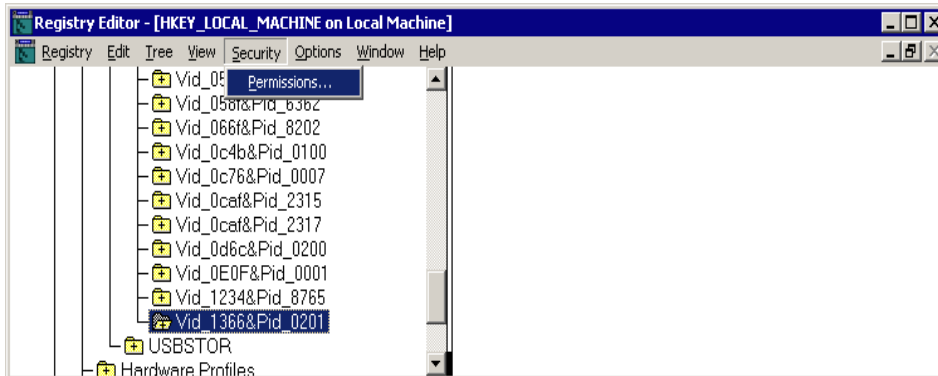 Registry Editor - [HKEY_LOCAL_MACHINE on Local Machine]
Registry Edit Tree View Security Options Window Help
Permissions...
Vid_05
Vid_058f&Pid_6362
Vid_066f&Pid_8202
Vid_0c4b&Pid_0100
Vid_0c76&Pid_0007
Vid_0caf&Pid_2315
Vid_0caf&Pid_2317
Vid_0d6c&Pid_0200
Vid_0E0F&Pid_0001
Vid_1234&Pid_8765
Vid_1366&Pid_0201
USBSTOR
Hardware Profiles